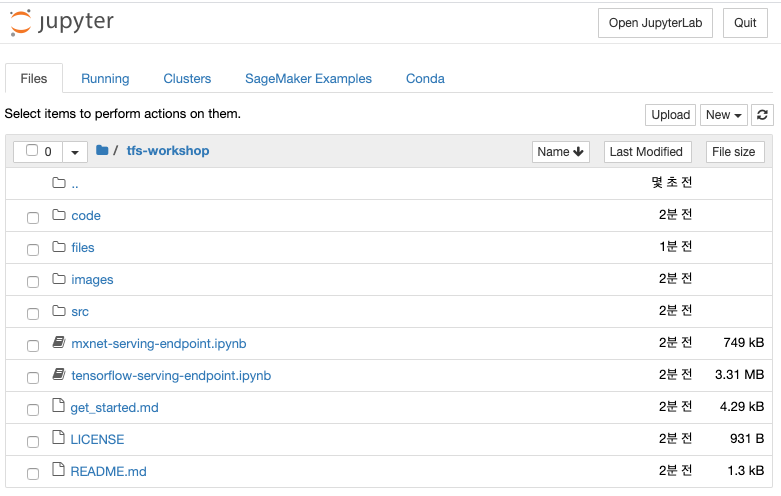 jupyter Open JupyterLab Quit
Files Running Clusters SageMaker Examples Conda
Select items to perform actions on them. Upload New
0 / tfs-workshop Name Last Modified File size
.. 몇 초 전
code 2분 전
files 1분 전
images 2분 전
src 2분 전
mxnet-serving-endpoint.ipynb 2분 전 749 kB
tensorflow-serving-endpoint.ipynb 2분 전 3.31 MB
get_started.md 2분 전 4.29 kB
LICENSE 2분 전 931 B
README.md 2분 전 1.3 kB